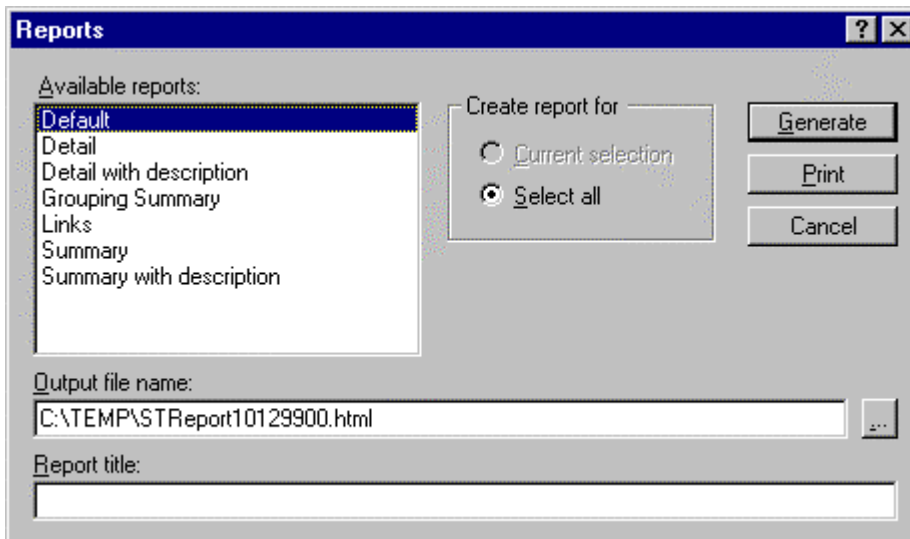 Reports
Available reports:
Default
Detail
Detail with description
Grouping Summary
Links
Summary
Summary with description
Create report for
Current selection
Select all
Generate
Print
Cancel
Output file name:
C:\TEMP\STReport10129900.html
...
Report title: